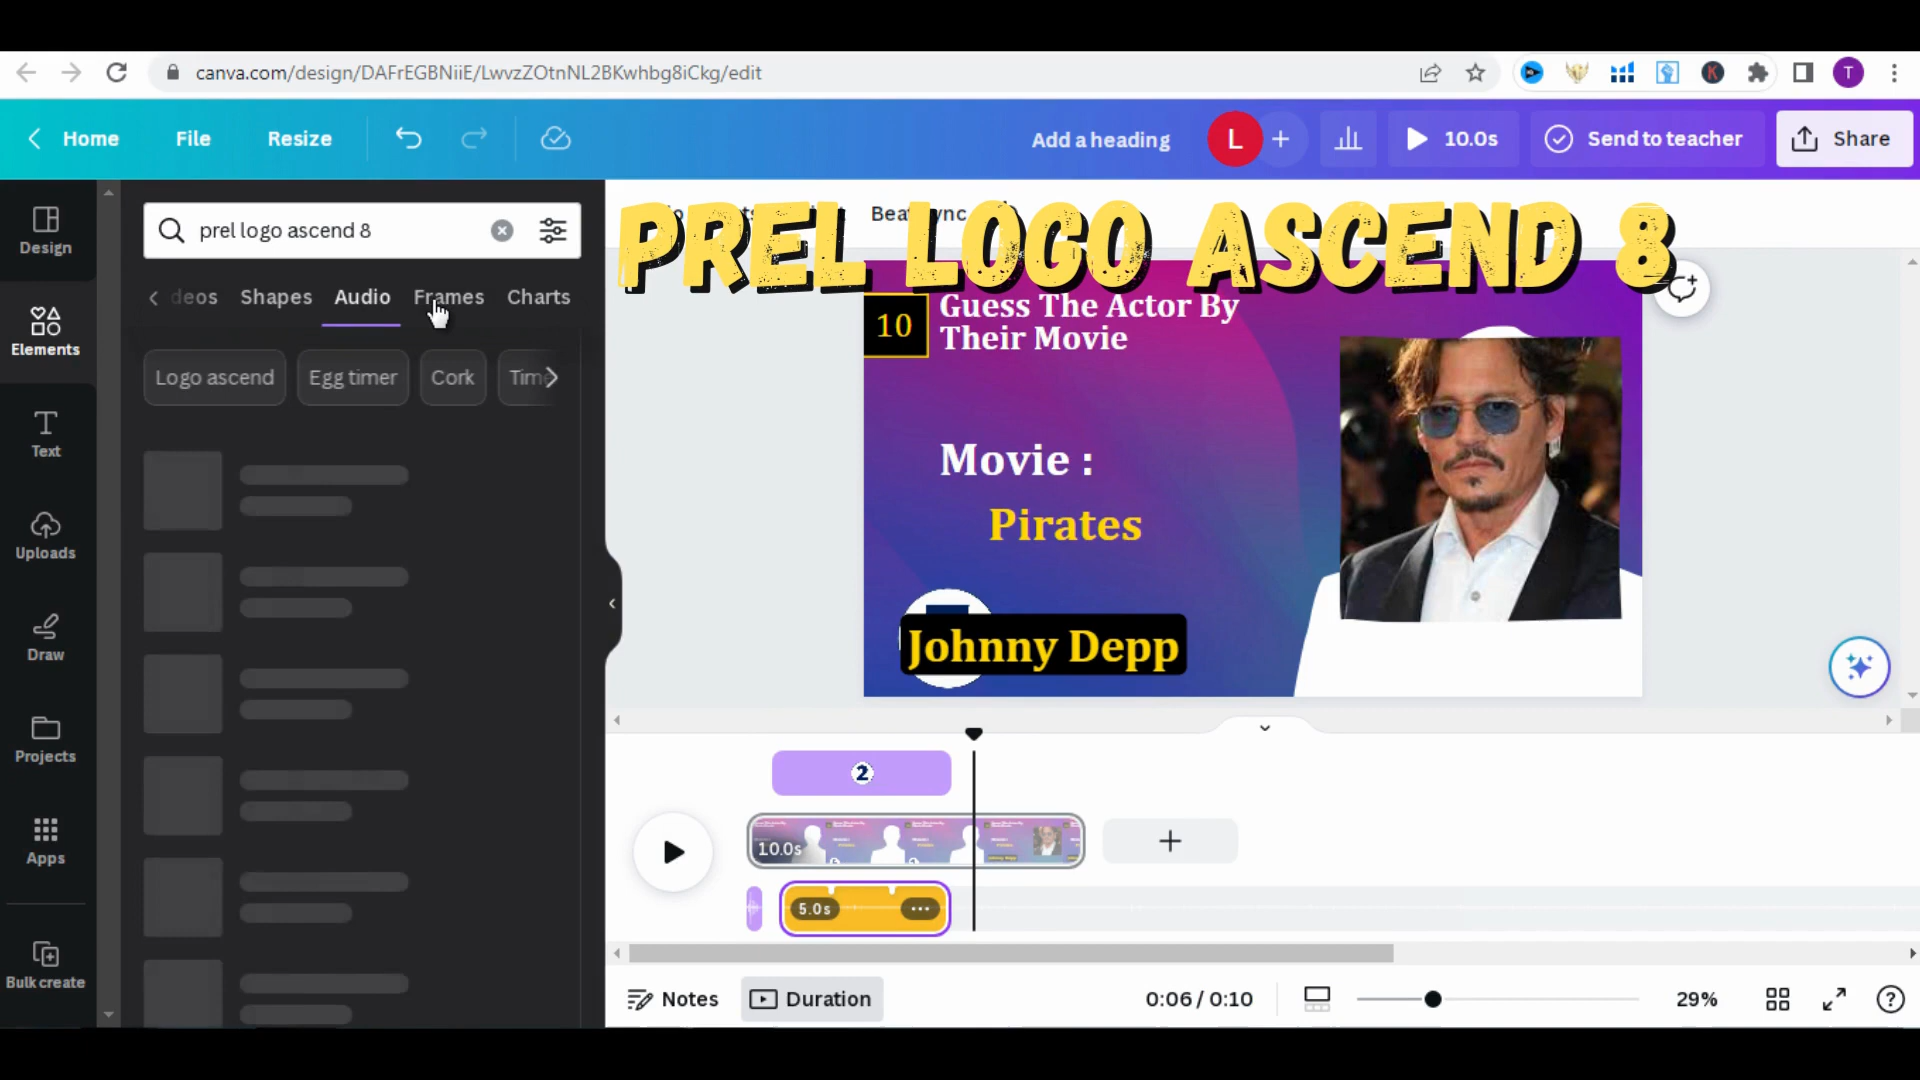 canva.com/design/DAFrEGBNiiE/LwvzZOtnNL2BKwhbg8iCkg/edit
K
T
Home
File
Resize
Add a heading
L
10.0s
Send to teacher
Share
Design
Elements
Text
Uploads
Draw
Projects
Apps
Bulk create
prel logo ascend 8
deos
Shapes
Audio
Frames
Charts
Logo ascend
Egg timer
Cork
Time
PREL LOGO ASCEND 8
10
Guess The Actor By
Their Movie
Movie :
Pirates
Johnny Depp
2
10.0s
5.0s
Notes
Duration
0:06 / 0:10
29%